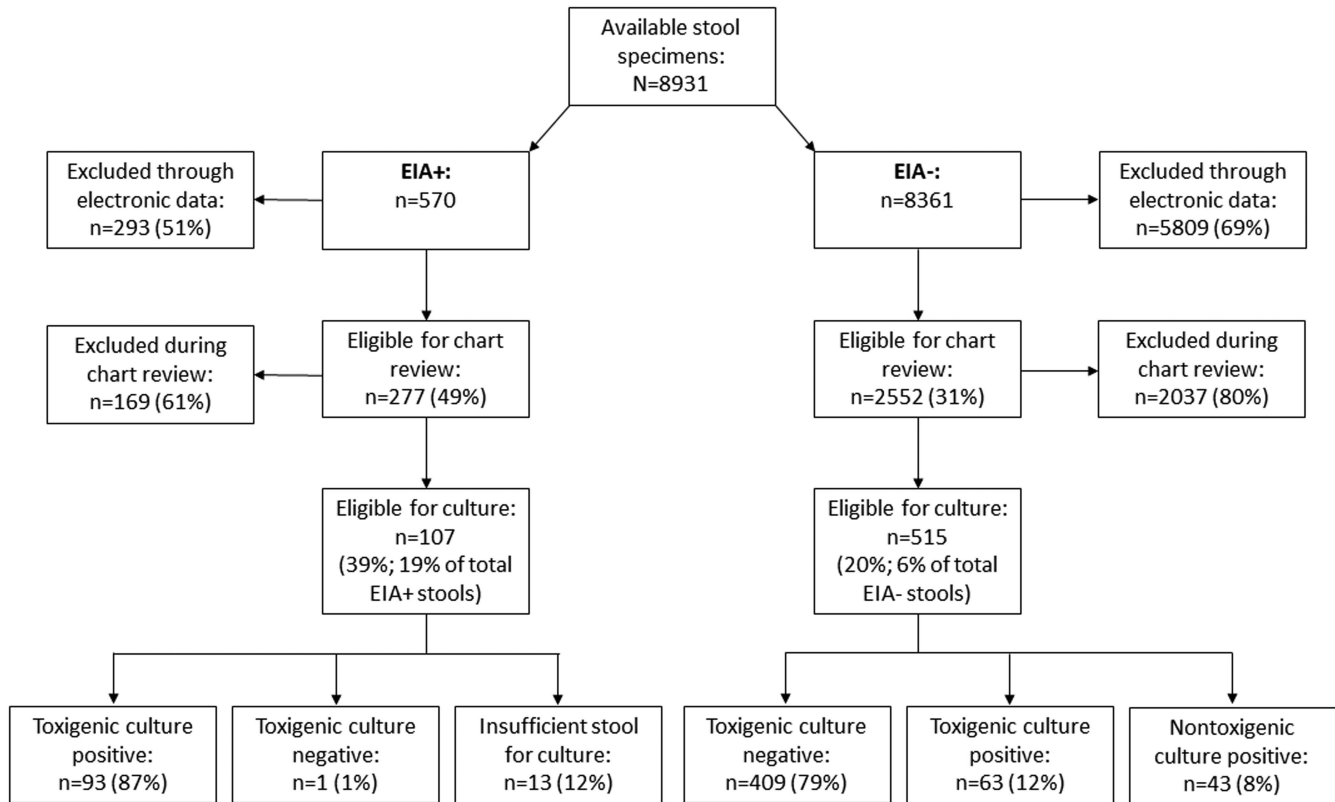 Available stool
specimens:
N=8931
Excluded through
electronic data:
n=293 (51%)
EIA+:
n=570
EIA-:
n=8361
Excluded through
electronic data:
n=5809 (69%)
Excluded during
chart review:
n=169 (61%)
Eligible for chart
review:
n=277 (49%)
Eligible for chart
review:
n=2552 (31%)
Excluded during
chart review:
n=2037 (80%)
Eligible for culture:
n=107
(39%; 19% of total
EIA+ stools)
Eligible for culture:
n=515
(20%; 6% of total
EIA- stools)
Toxigenic culture
positive:
n=93 (87%)
Toxigenic culture
negative:
n=1 (1%)
Insufficient stool
for culture:
n=13 (12%)
Toxigenic culture
negative:
n=409 (79%)
Toxigenic culture
positive:
n=63 (12%)
Nontoxigenic
culture positive:
n=43 (8%)